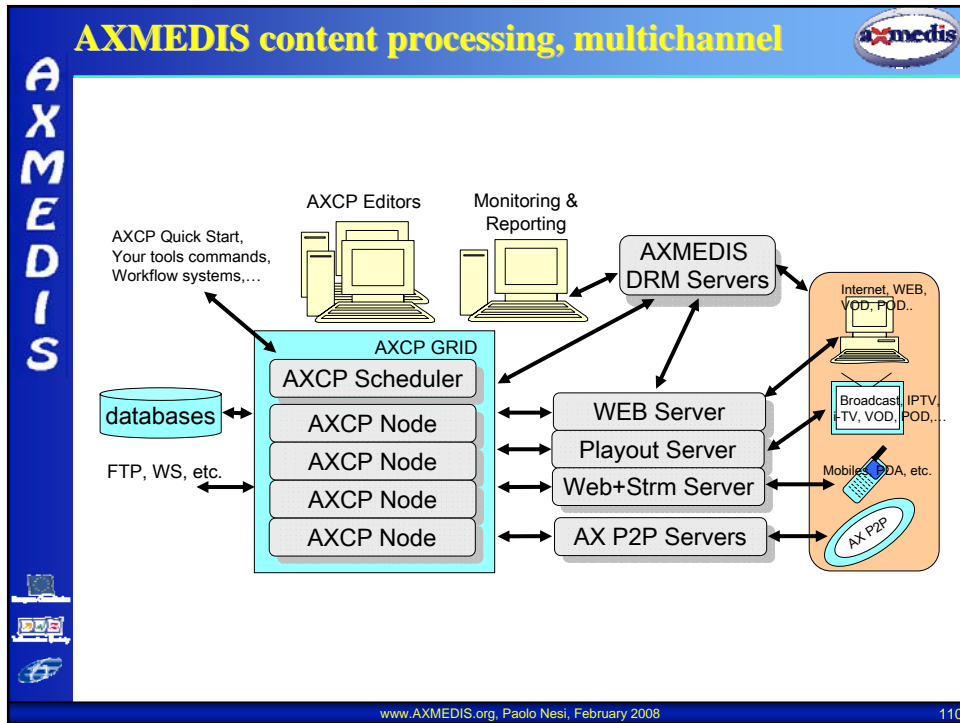 AXMEDIS content processing, multichannel
axmedis
AXMEDIS
AXCP Editors
Monitoring &
Reporting
AXCP Quick Start,
Your tools commands,
Workflow systems,…
AXMEDIS
DRM Servers
Internet, WEB,
VOD, POD..
AXCP GRID
AXCP Scheduler
databases
AXCP Node
AXCP Node
AXCP Node
AXCP Node
FTP, WS, etc.
WEB Server
Playout Server
Web+Strm Server
AX P2P Servers
Broadcast, IPTV,
i-TV, VOD, POD,…
Mobiles, PDA, etc.
AX P2P
www.AXMEDIS.org, Paolo Nesi, February 2008
110